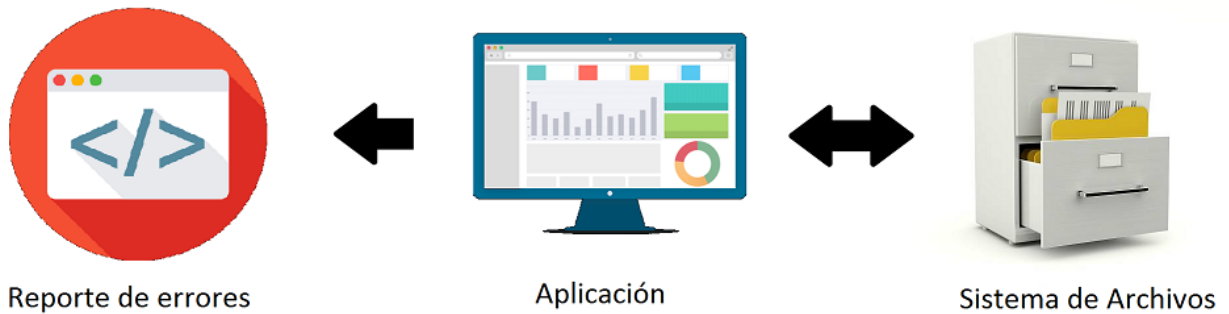 Reporte de errores
Aplicación
Sistema de Archivos